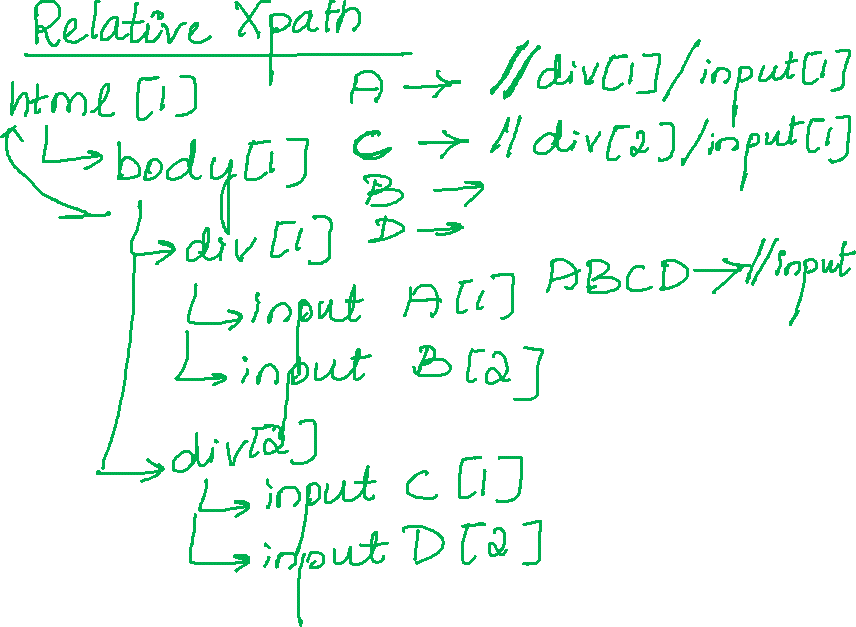 Relative Xpath
html [1]
A → //div[1]/input[1]
body[1]
C → // div[2]/input[1]
B →
div [1]
D →
ABCD → //input
input A[1]
input B[2]
div[2]
input C [1]
input D [2]